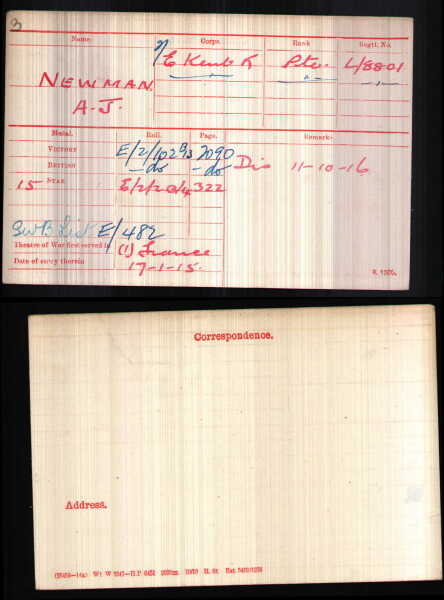 3
Name. Corps. Rank Regtl. No.
E Kent R Pte. L/8801
NEWMAN.
A.J.
Medal. Roll. Page. Remarks.
VICTORY E/2/102B3 2090
BRITISH -do -do Dis 11-10-16
15 STAR E/2/2 322
SWB List E/482
Theatre of War first served in (1) France
Date of entry therein 17-1-15.
K 1380.
Correspondence.
Address.